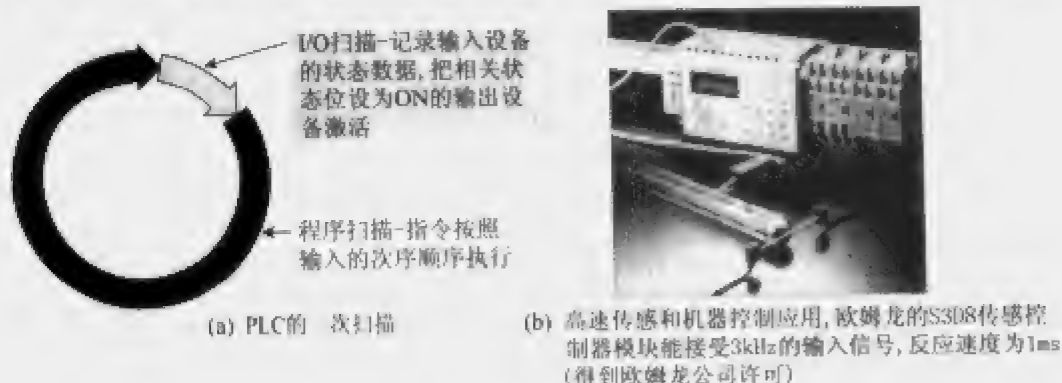 I/O扫描-记录输入设备
的状态数据,把相关状
态位设为ON的输出设
备激活
程序扫描-指令按照
输入的次序顺序执行
(a) PLC的 次扫描
(b) 高速传感和机器控制应用,欧姆龙的S3D8传感控
制器模块能接受3kHz的输入信号,反应速度为1ms
(得到欧姆龙公司许可)